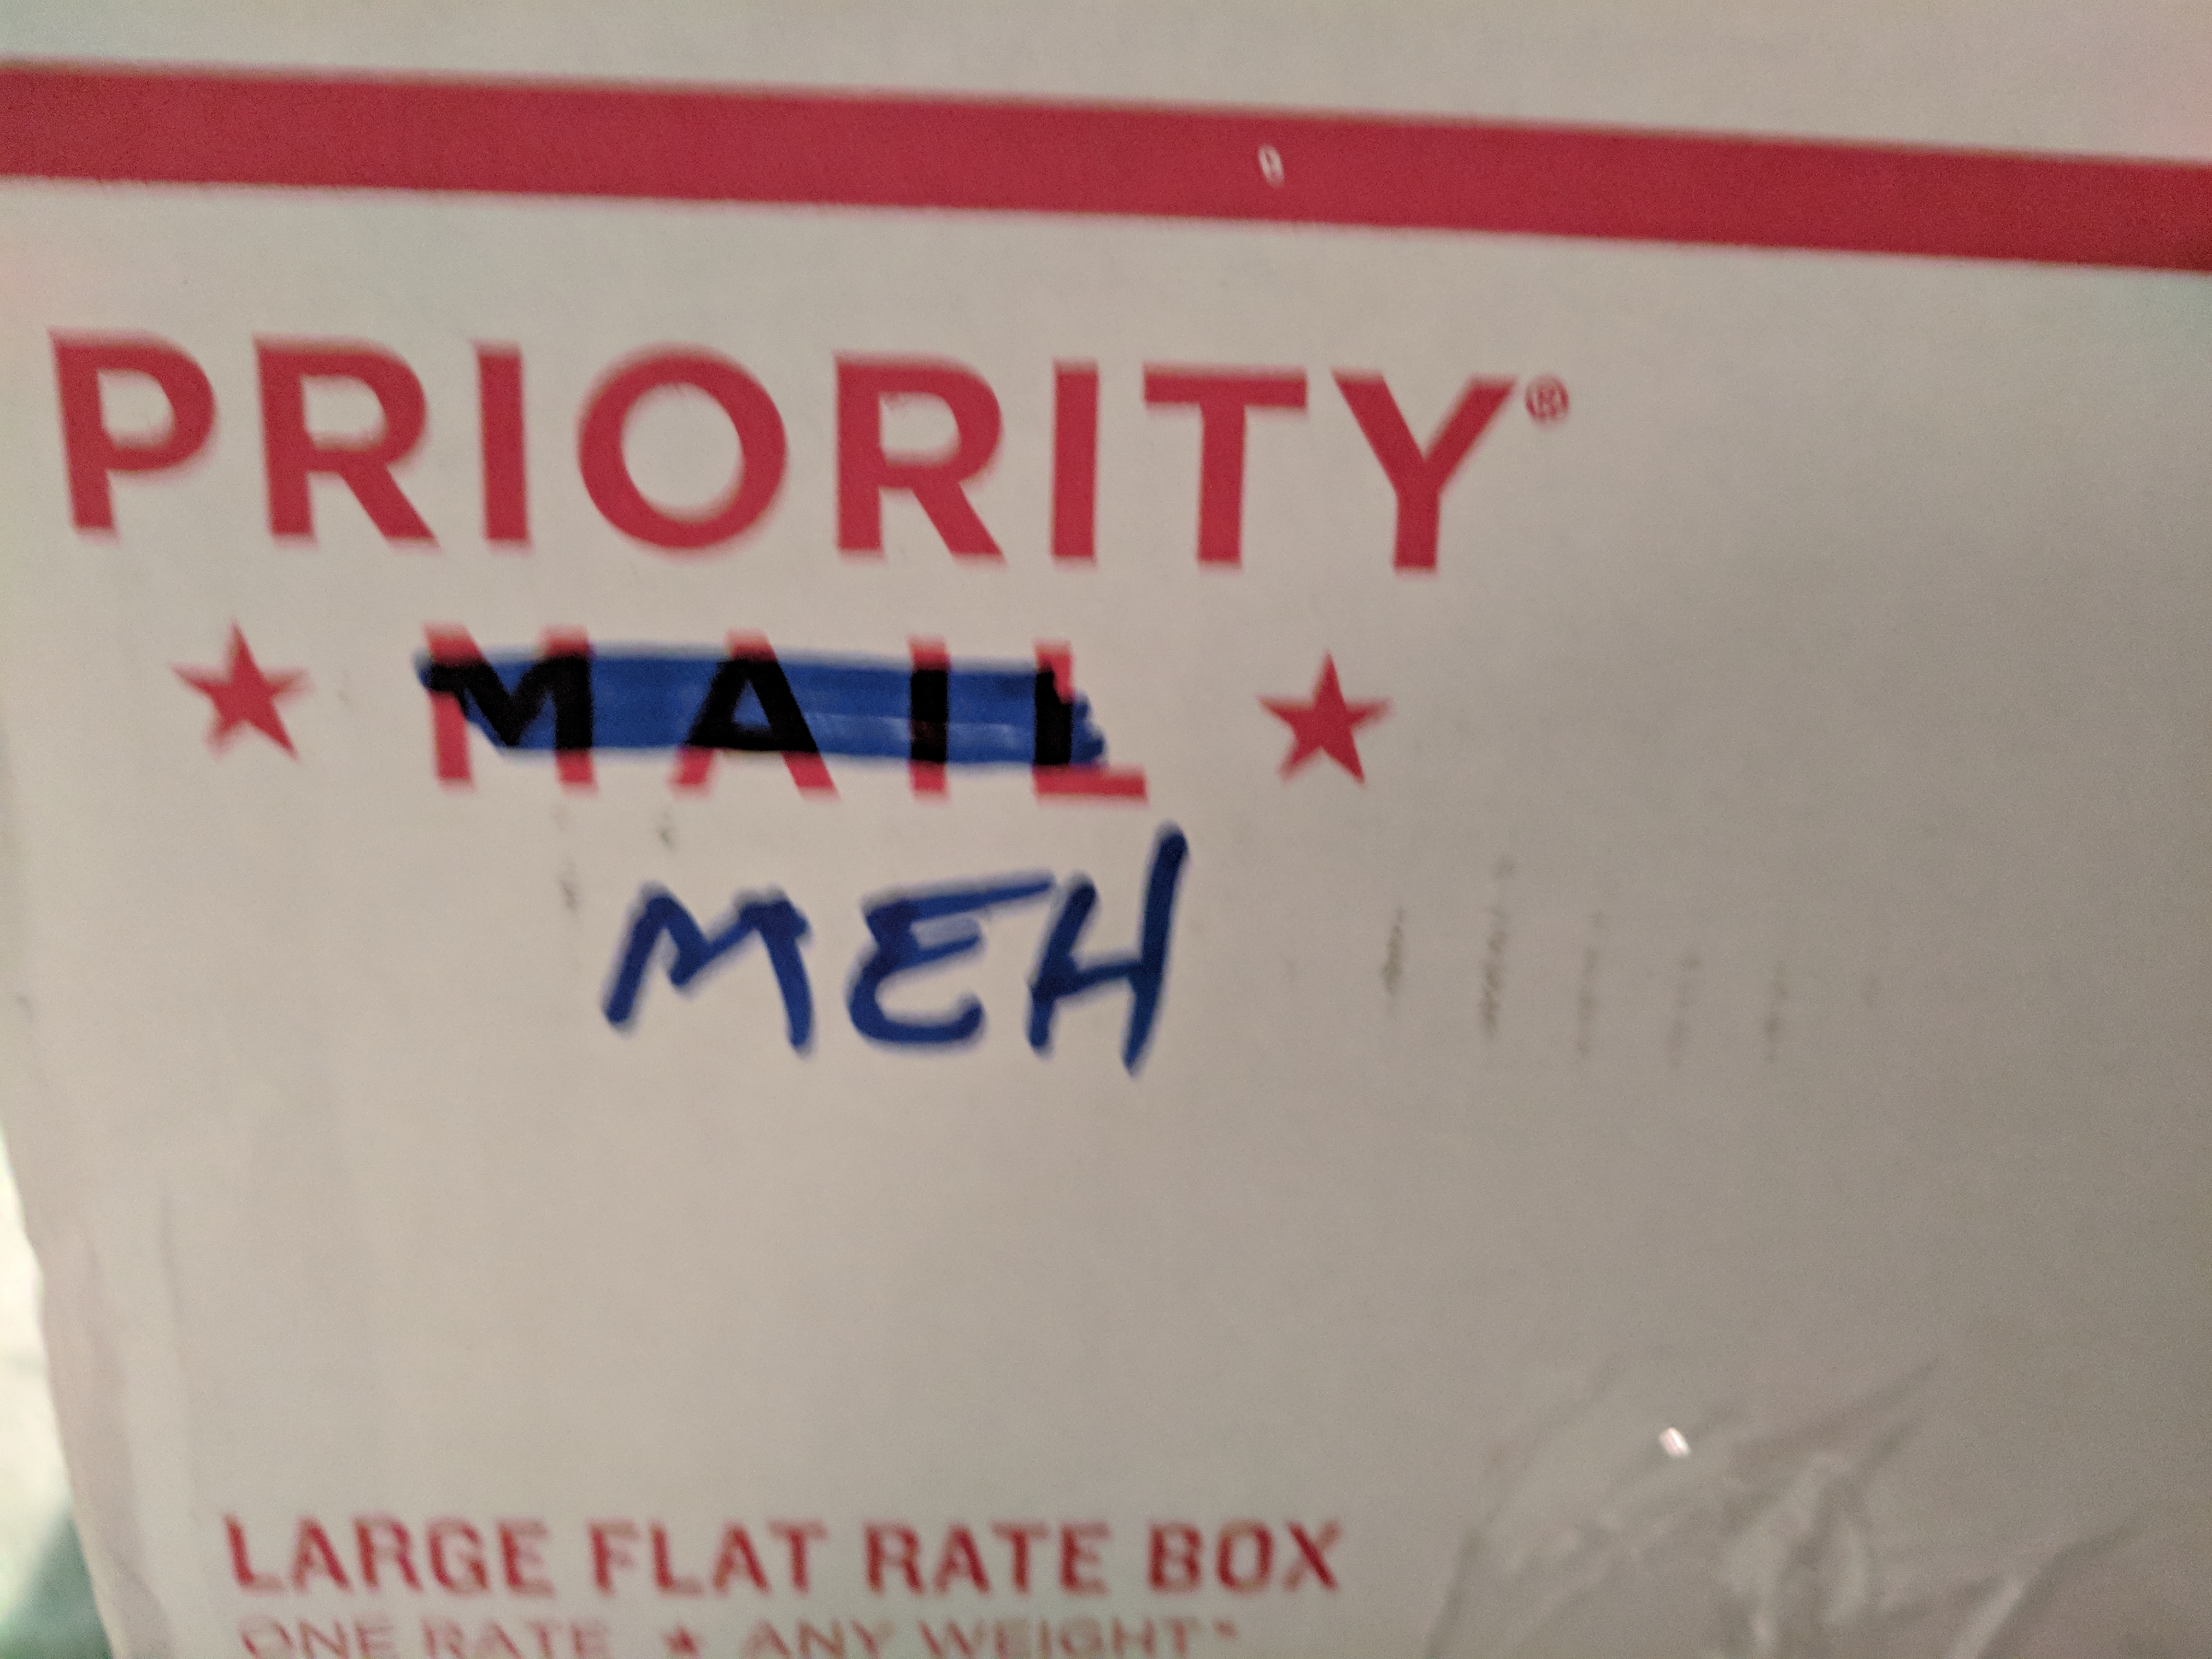 PRIORITY®
★ MAIL ★
MEH
LARGE FLAT RATE BOX
ONE RATE ★ ANY WEIGHT*